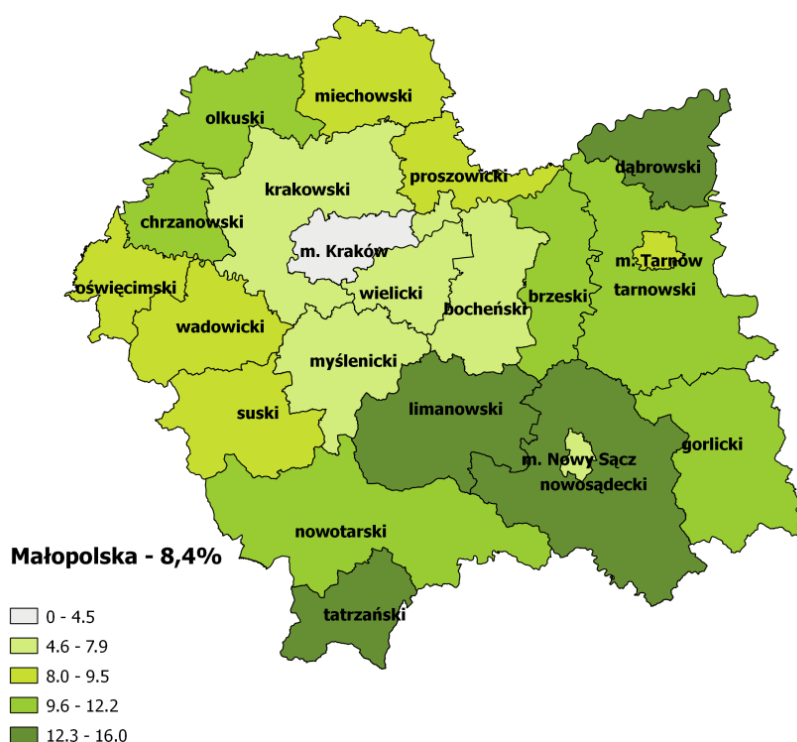 miechowski
olkuski
dąbrowski
proszowicki
krakowski
chrzanowski
m. Kraków
m. Tarnów
oświęcimski
wielicki
tarnowski
brzeski
bocheński
wadowicki
myślenicki
suski
limanowski
gorlicki
m. Nowy Sącz
nowosądecki
nowotarski
Małopolska - 8,4%
tatrzański
0 - 4.5
4.6 - 7.9
8.0 - 9.5
9.6 - 12.2
12.3 - 16.0